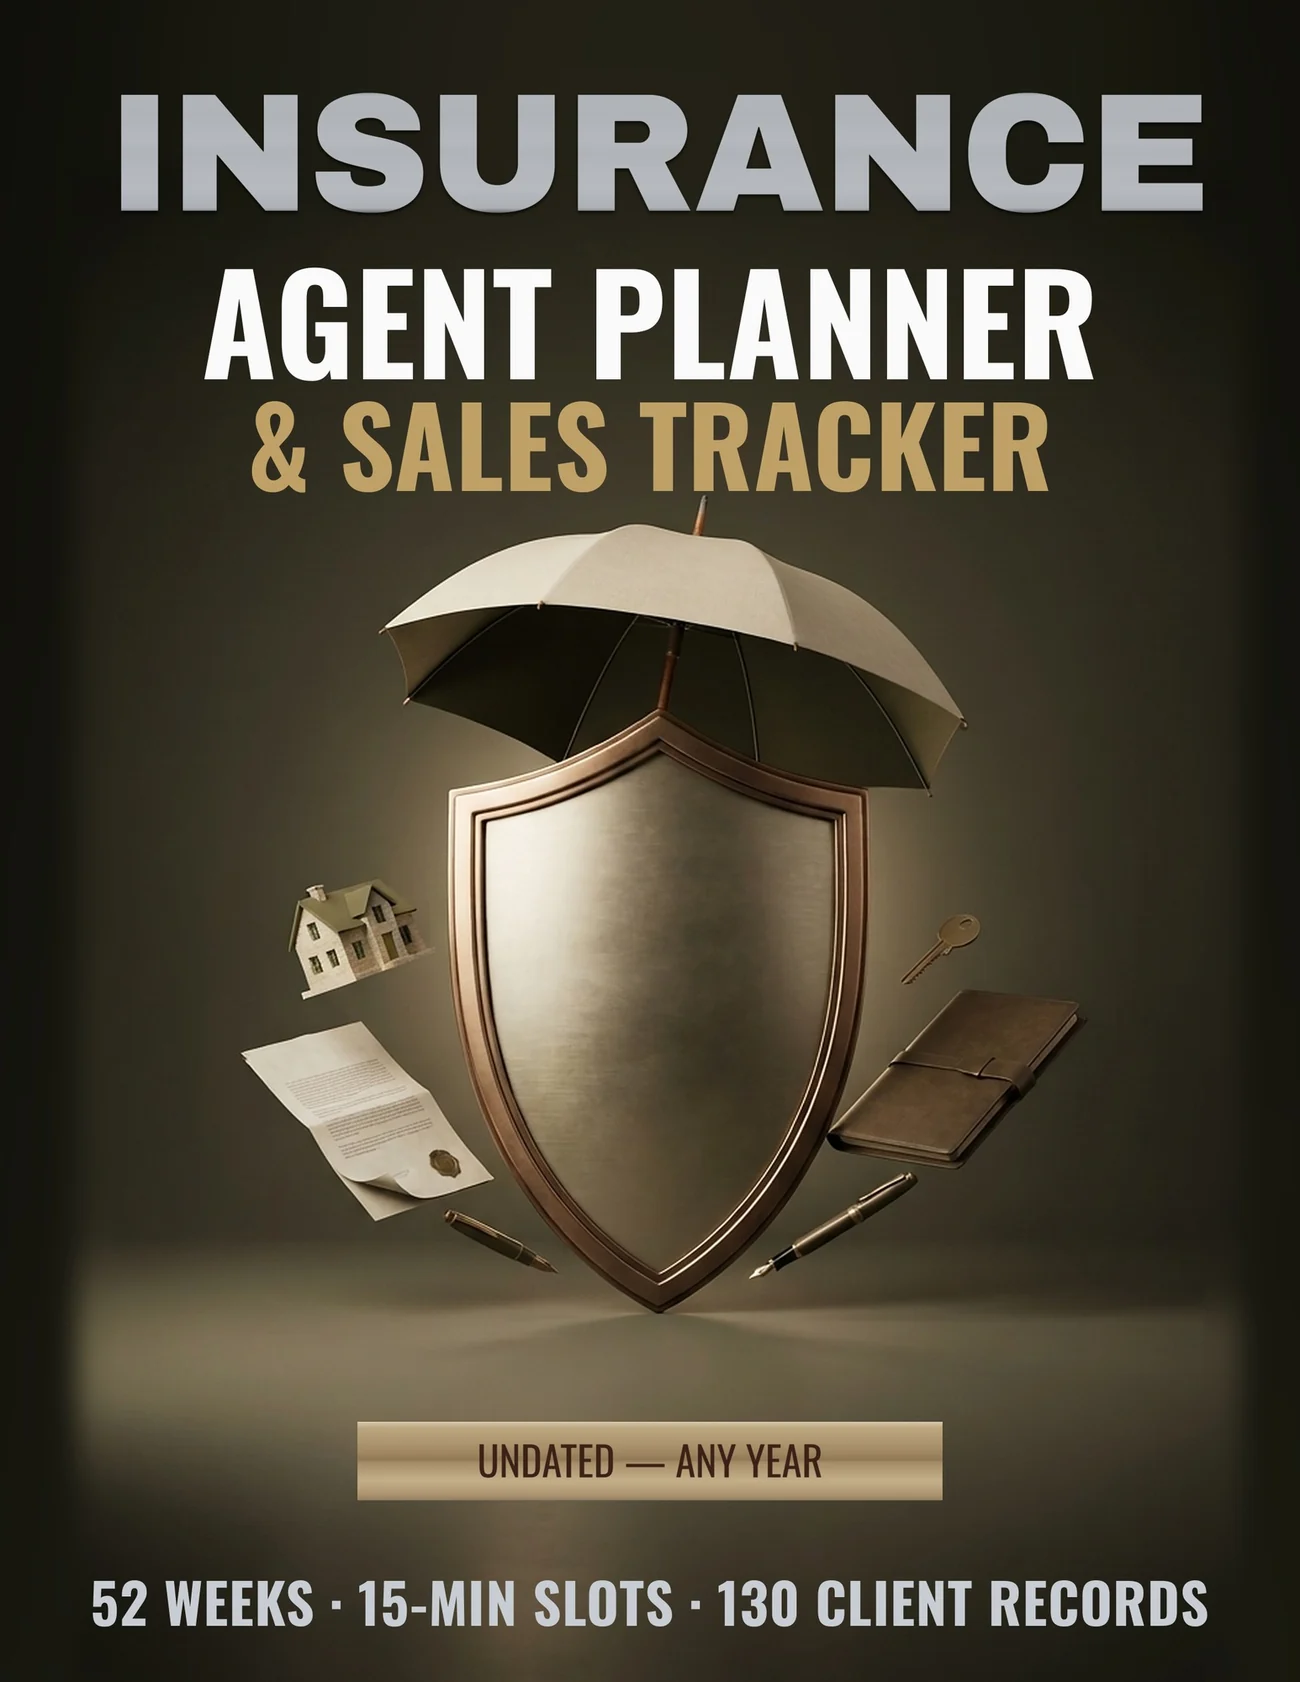 INSURANCE
AGENT PLANNER
& SALES TRACKER
UNDATED — ANY YEAR
52 WEEKS · 15-MIN SLOTS · 130 CLIENT RECORDS